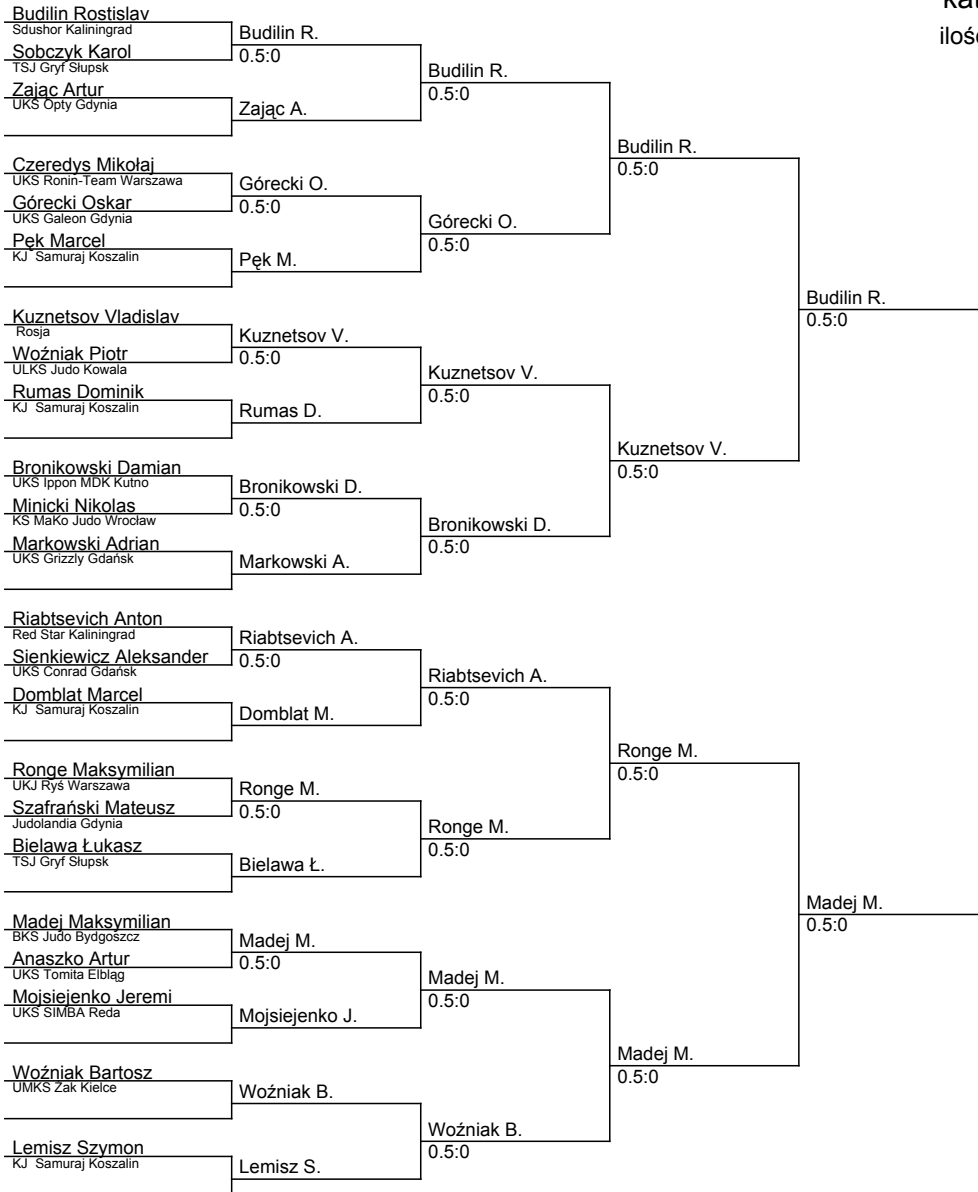 Budilin Rostislav
Sdushor Kaliningrad
Sobczyk Karol
TSJ Gryf Słupsk
Zając Artur
UKS Opty Gdynia
Czeredys Mikołaj
UKS Ronin-Team Warszawa
Górecki Oskar
UKS Galeon Gdynia
Pęk Marcel
KJ Samuraj Koszalin
Kuznetsov Vladislav
Rosja
Woźniak Piotr
ULKS Judo Kowala
Rumas Dominik
KJ Samuraj Koszalin
Bronikowski Damian
UKS Ippon MDK Kutno
Minicki Nikolas
KS MaKo Judo Wrocław
Markowski Adrian
UKS Grizzly Gdańsk
Riabtsevich Anton
Red Star Kaliningrad
Sienkiewicz Aleksander
UKS Conrad Gdańsk
Domblat Marcel
KJ Samuraj Koszalin
Ronge Maksymilian
UKJ Ryś Warszawa
Szafrański Mateusz
Judolandia Gdynia
Bielawa Łukasz
TSJ Gryf Słupsk
Madej Maksymilian
BKS Judo Bydgoszcz
Anaszko Artur
UKS Tomita Elbląg
Mojsiejenko Jeremi
UKS SIMBA Reda
Woźniak Bartosz
UMKS Żak Kielce
Lemisz Szymon
KJ Samuraj Koszalin
Budilin R.
0.5:0
Zając A.
Górecki O.
0.5:0
Pęk M.
Kuznetsov V.
0.5:0
Rumas D.
Bronikowski D.
0.5:0
Markowski A.
Riabtsevich A.
0.5:0
Domblat M.
Ronge M.
0.5:0
Bielawa Ł.
Madej M.
0.5:0
Mojsiejenko J.
Woźniak B.
Lemisz S.
Budilin R.
0.5:0
Górecki O.
0.5:0
Kuznetsov V.
0.5:0
Bronikowski D.
0.5:0
Riabtsevich A.
0.5:0
Ronge M.
0.5:0
Madej M.
0.5:0
Woźniak B.
0.5:0
Budilin R.
0.5:0
Kuznetsov V.
0.5:0
Ronge M.
0.5:0
Madej M.
0.5:0
Budilin R.
0.5:0
Madej M.
0.5:0